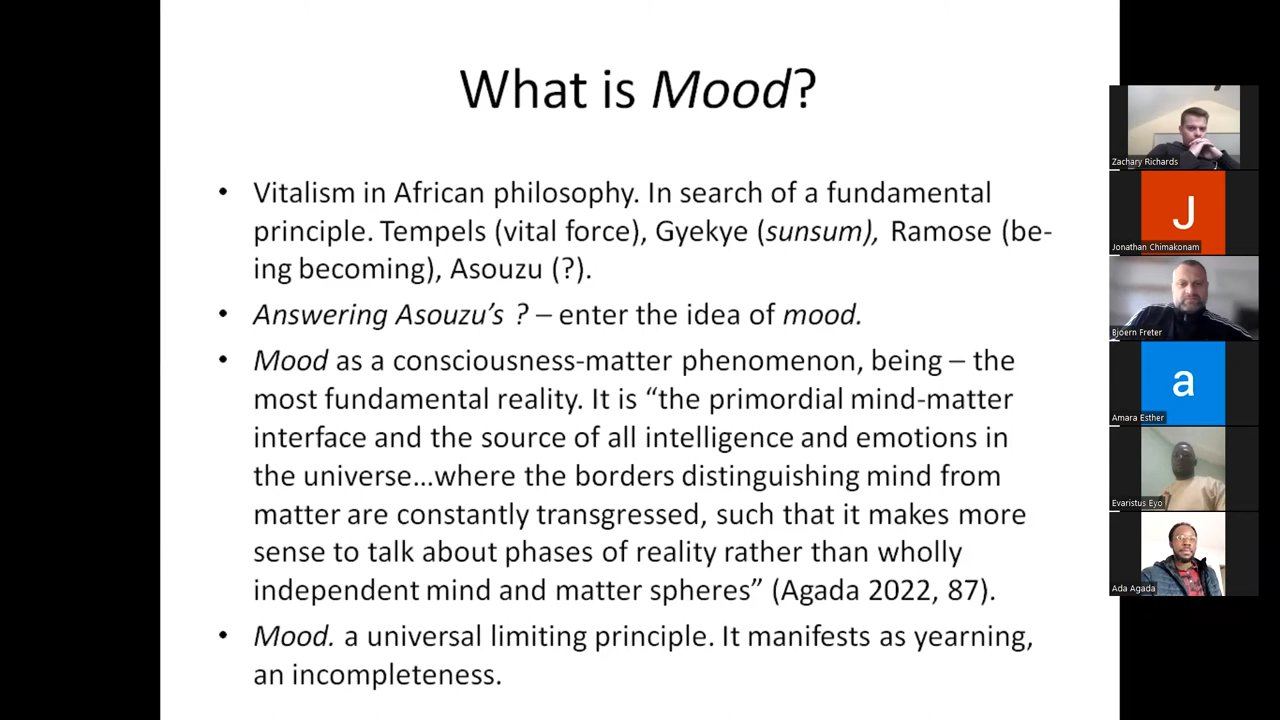 What is Mood?
• Vitalism in African philosophy. In search of a fundamental
principle. Tempels (vital force), Gyekye (sunsum), Ramose (be-
ing becoming), Asouzu (?).
• Answering Asouzu’s ? – enter the idea of mood.
• Mood as a consciousness-matter phenomenon, being – the
most fundamental reality. It is “the primordial mind-matter
interface and the source of all intelligence and emotions in
the universe…where the borders distinguishing mind from
matter are constantly transgressed, such that it makes more
sense to talk about phases of reality rather than wholly
independent mind and matter spheres” (Agada 2022, 87).
• Mood. a universal limiting principle. It manifests as yearning,
an incompleteness.
Zachary Richards
J
Jonathan Chimakonam
Bjoern Freter
a
Amara Esther
Evaristus Eyo
Ada Agada